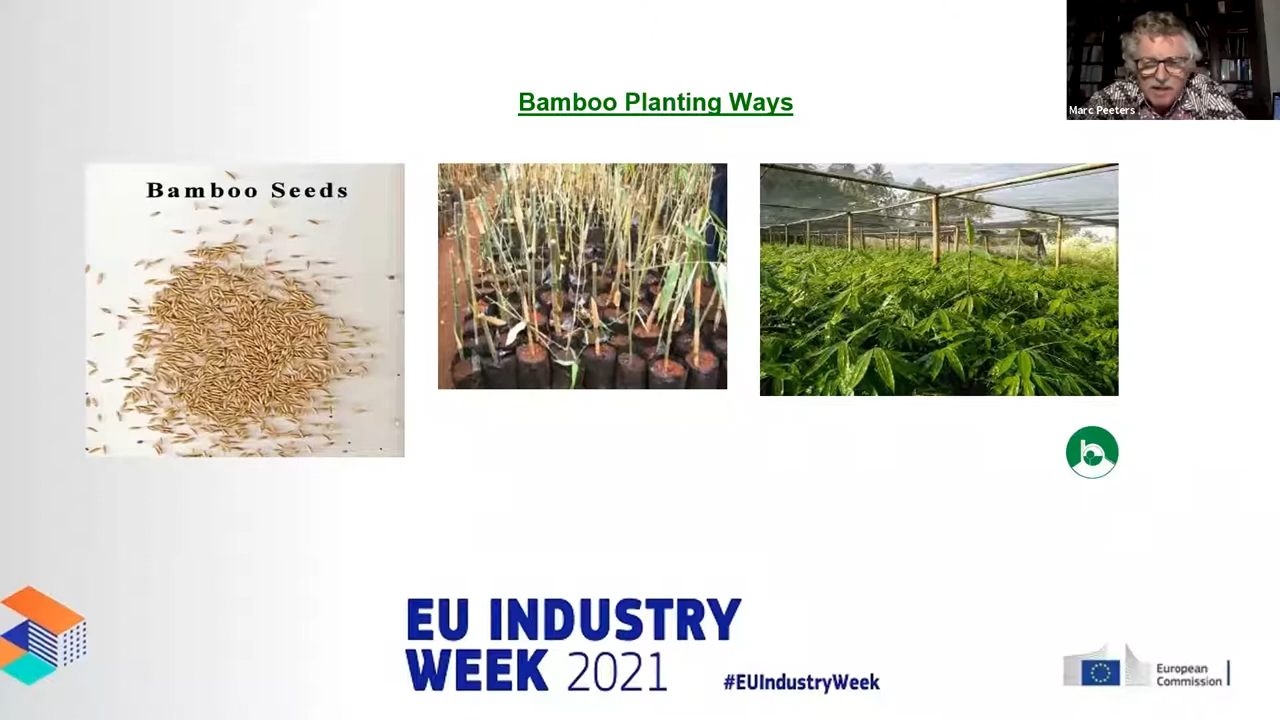 Marc Peeters
Bamboo Planting Ways
Bamboo Seeds
EU INDUSTRY
WEEK 2021
#EUIndustryWeek
European
Commission